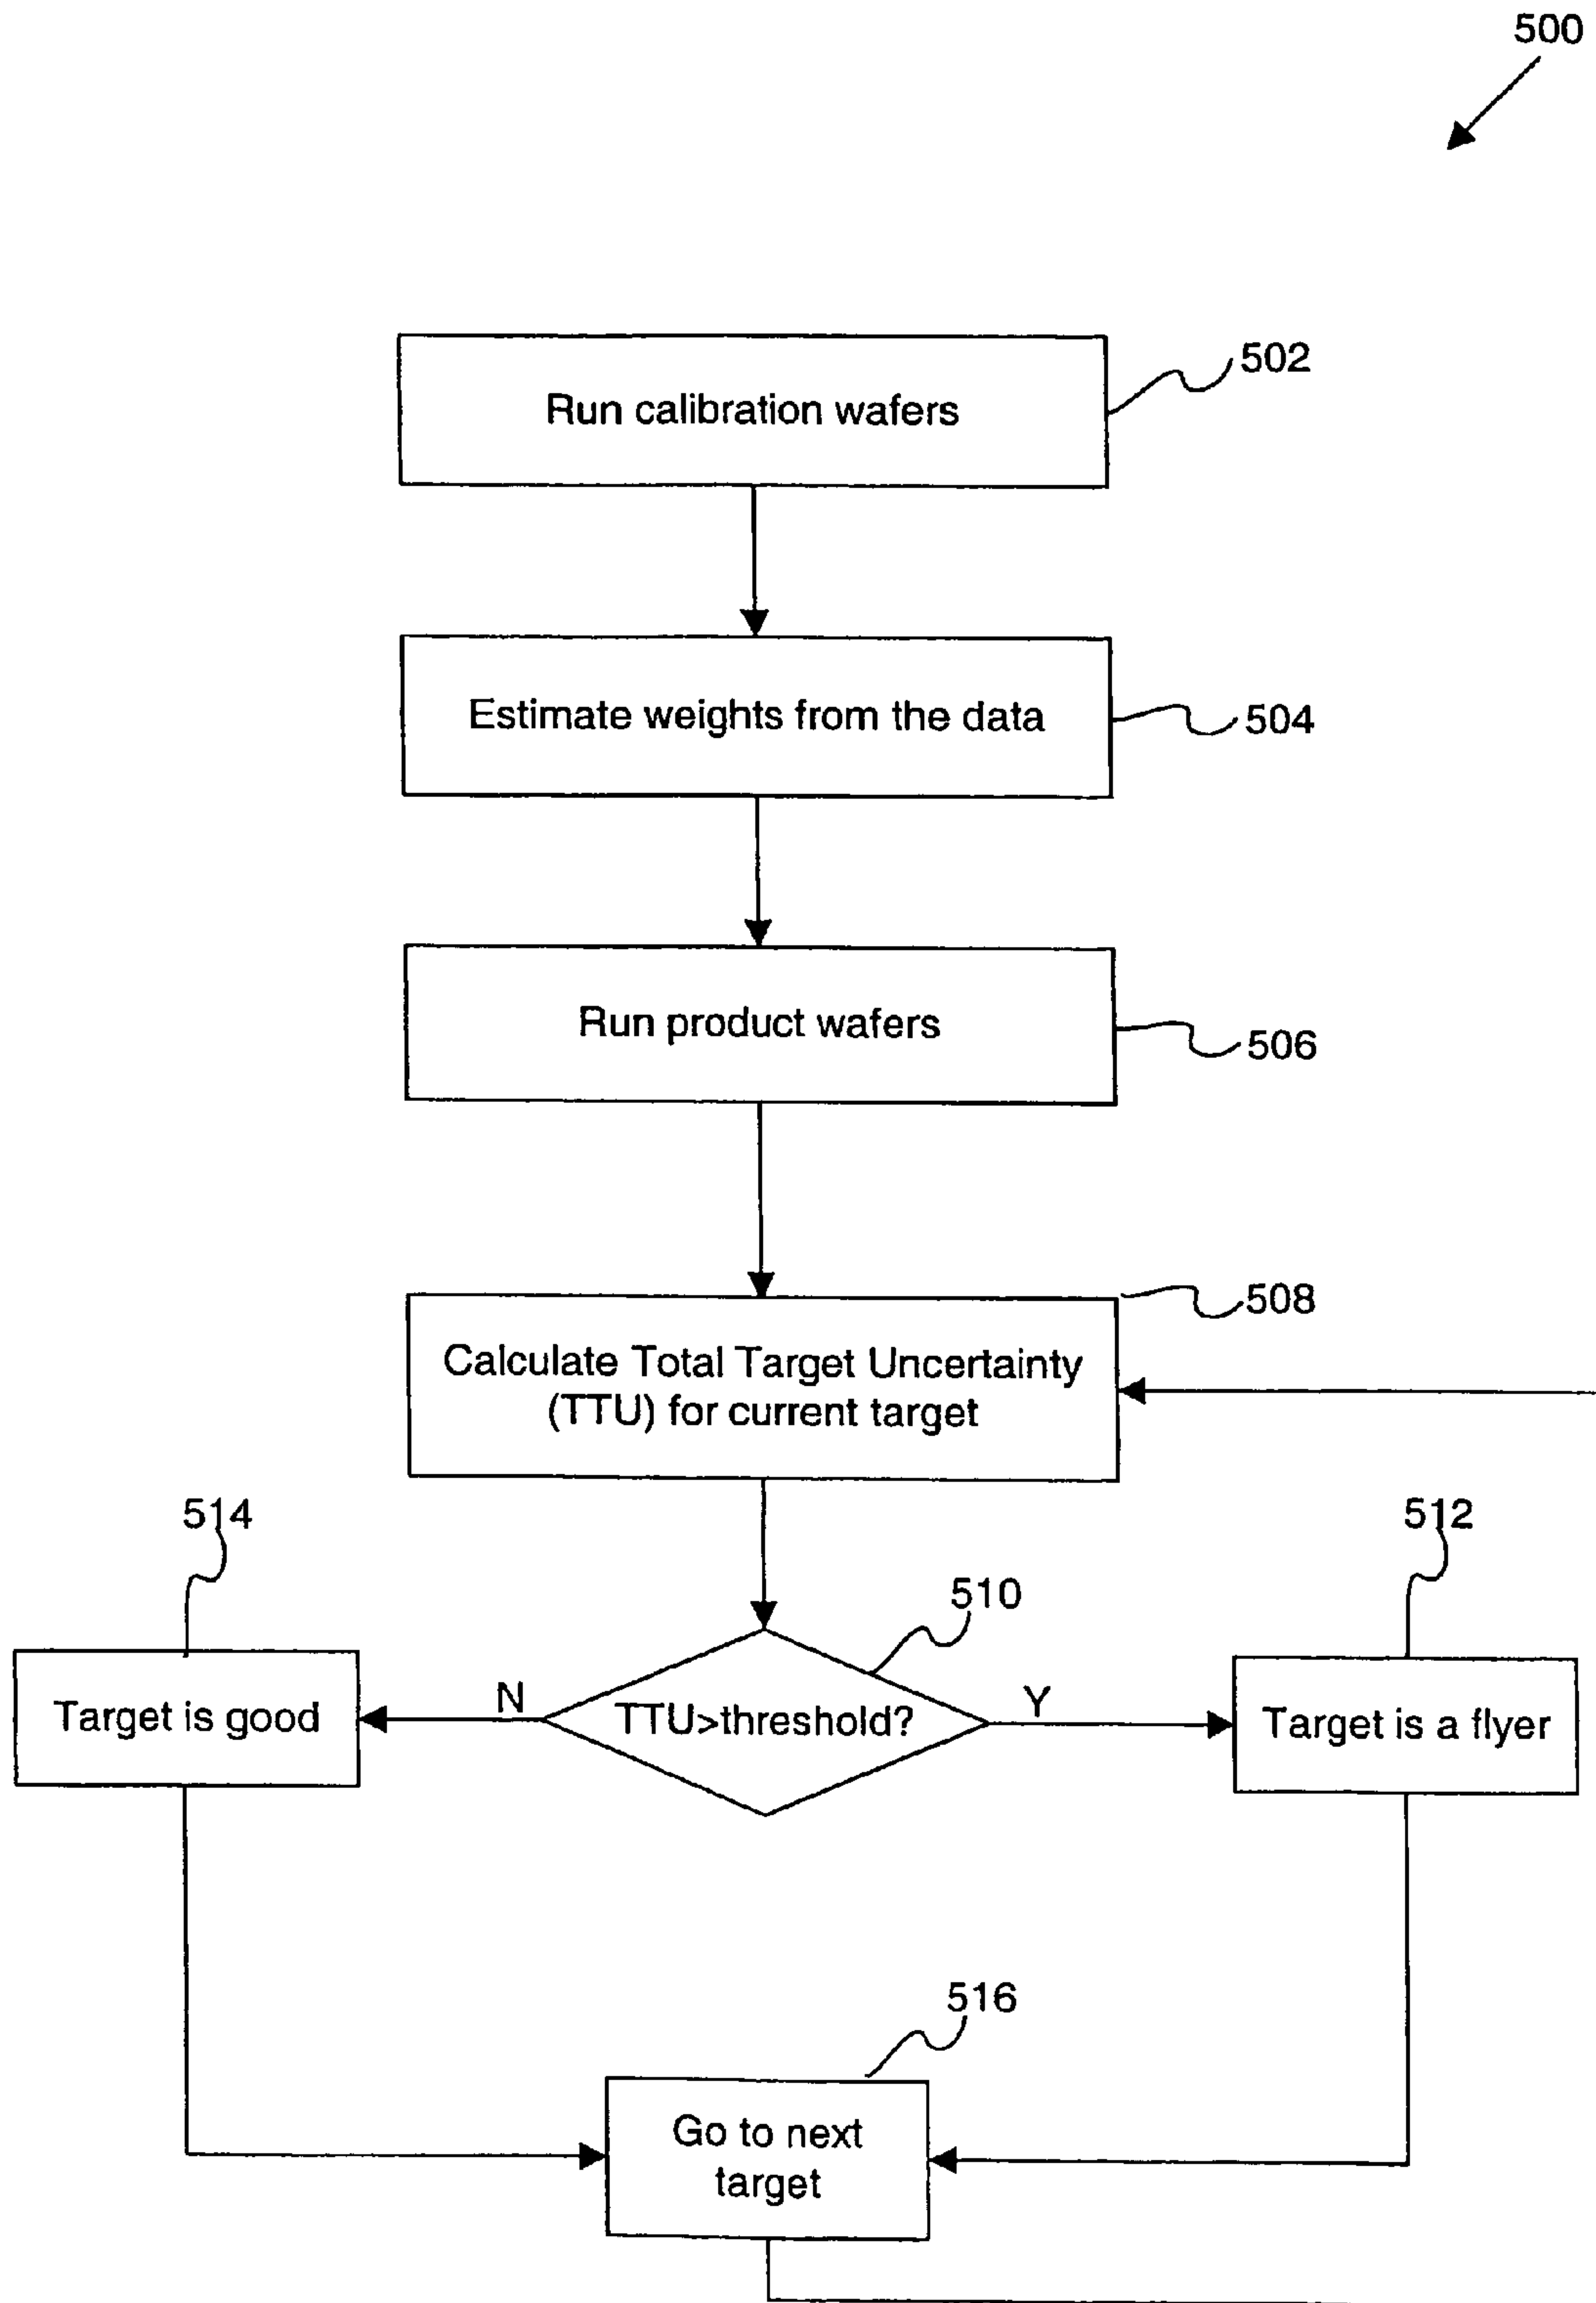 500
Run calibration wafers
502
Estimate weights from the data
504
Run product wafers
506
508
Calculate Total Target Uncertainty
(TTU) for current target
514
512
510
Target is good
N
TTU>threshold?
Y
Target is a flyer
516
Go to next
target